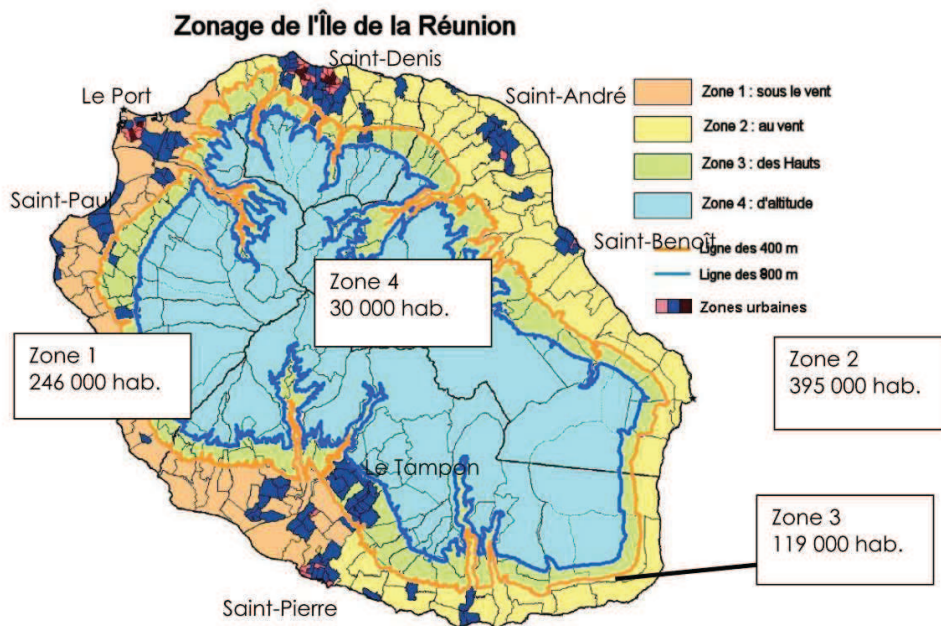 Zonage de l'Île de la Réunion
Saint-Denis
Le Port
Saint-André
Saint-Paul
Saint-Benoît
Zone 1 : sous le vent
Zone 2 : au vent
Zone 3 : des Hauts
Zone 4 : d'altitude
Ligne des 400 m
Ligne des 800 m
Zones urbaines
Zone 4
30 000 hab.
Zone 1
246 000 hab.
Zone 2
395 000 hab.
Le Tampon
Zone 3
119 000 hab.
Saint-Pierre